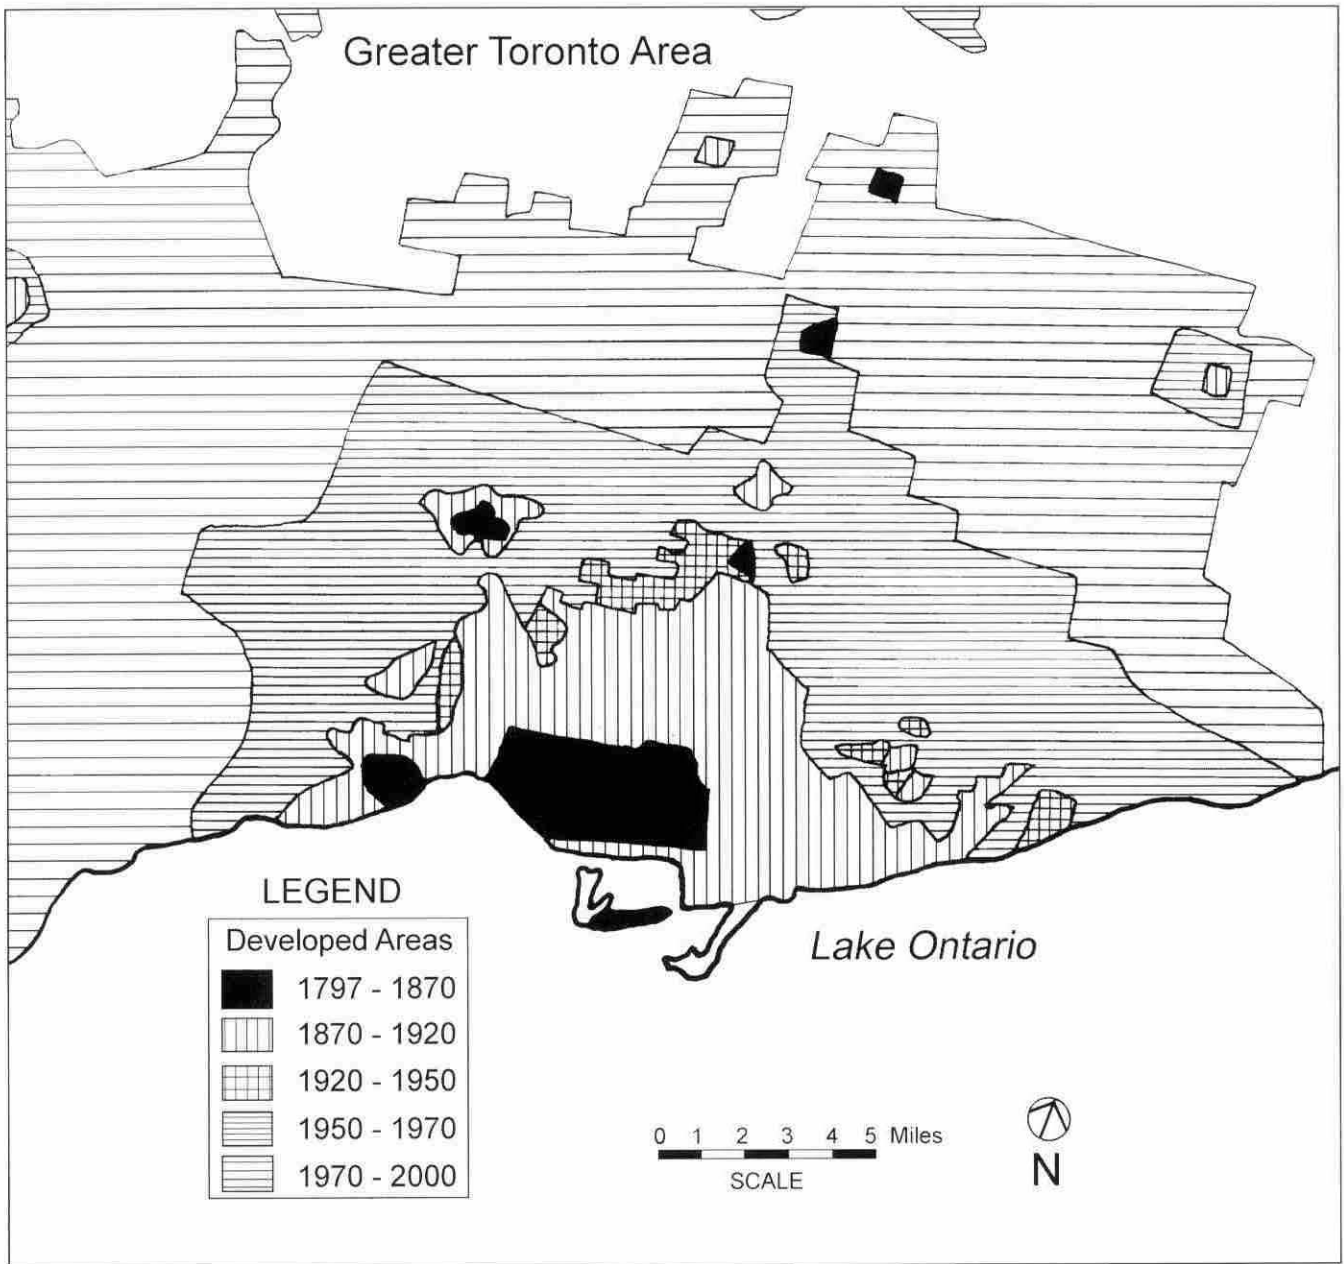 Greater Toronto Area
LEGEND
Developed Areas
1797 - 1870
1870 - 1920
1920 - 1950
1950 - 1970
1970 - 2000
Lake Ontario
0 1 2 3 4 5 Miles
SCALE
N